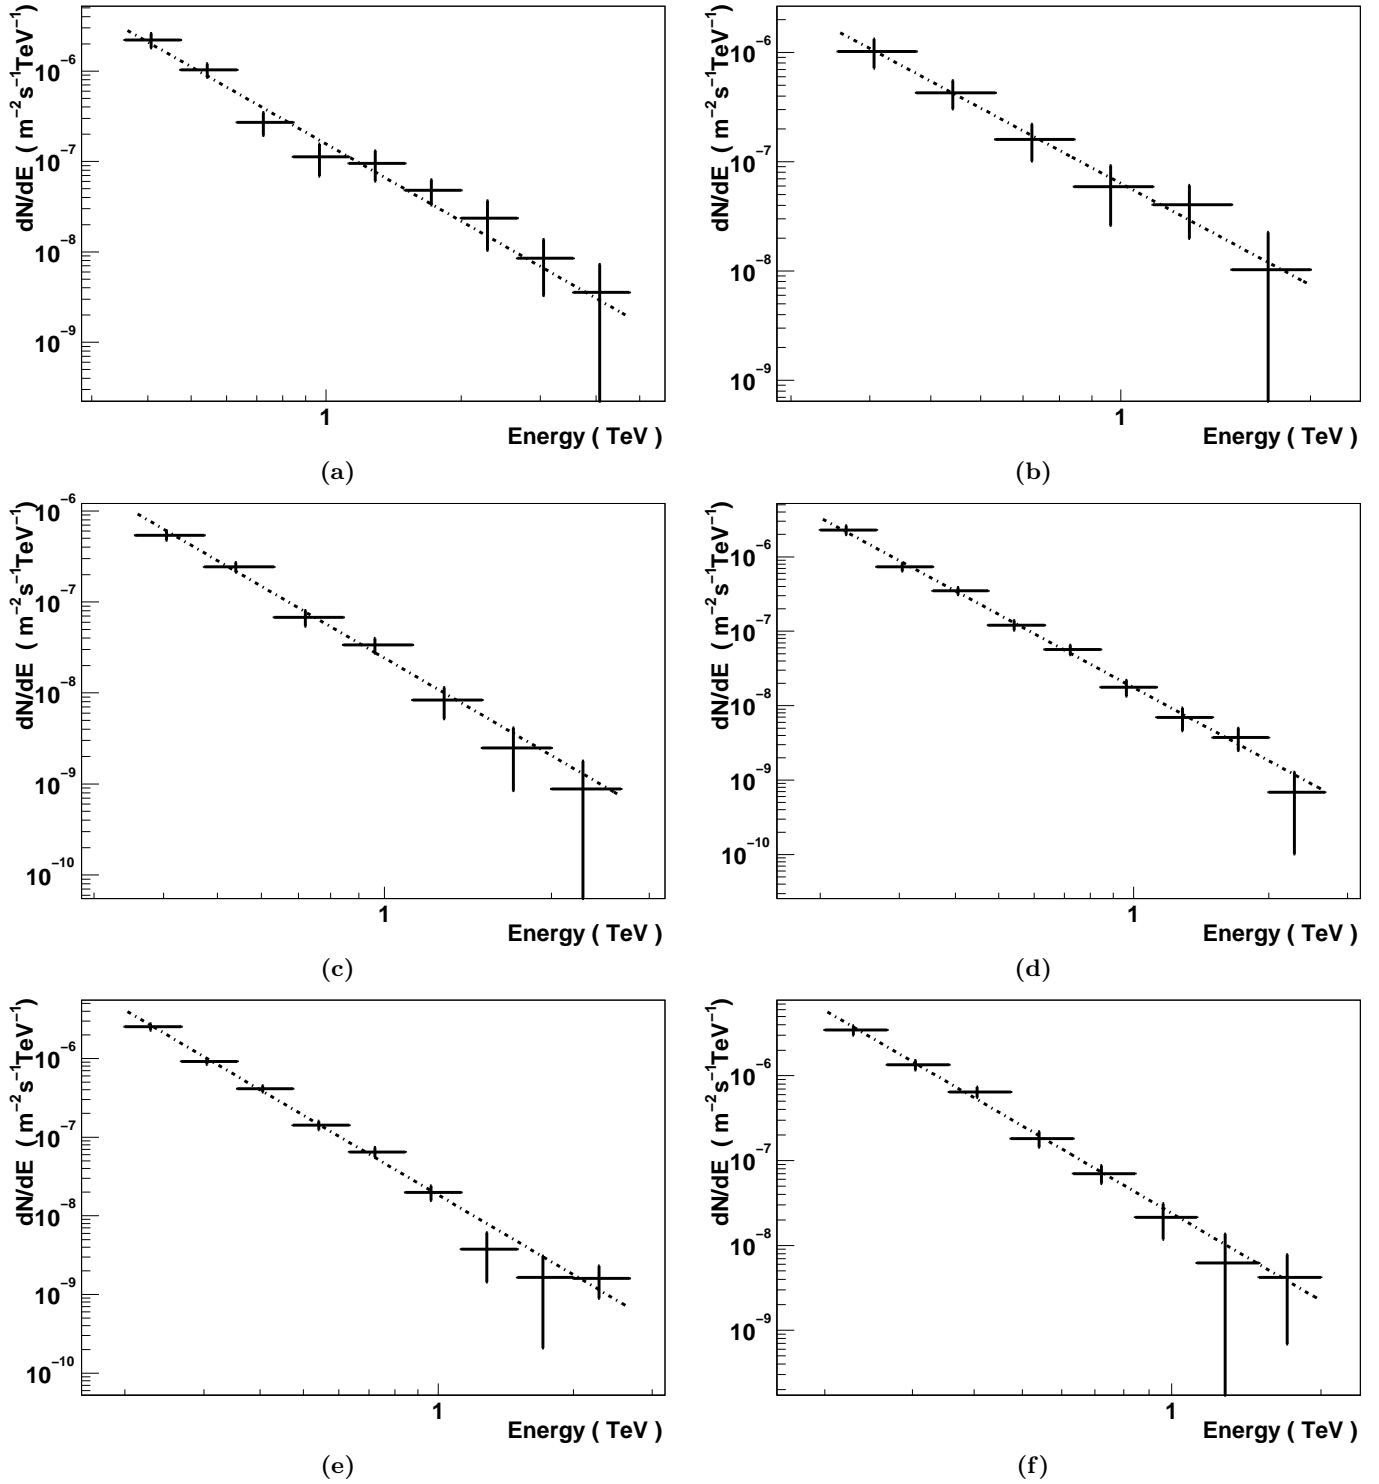 dN/dE ( m⁻²s⁻¹TeV⁻¹)
10⁻⁶
10⁻⁷
10⁻⁸
10⁻⁹
1
Energy ( TeV )
(a)
dN/dE ( m⁻²s⁻¹TeV⁻¹)
10⁻⁶
10⁻⁷
10⁻⁸
10⁻⁹
1
Energy ( TeV )
(b)
dN/dE ( m⁻²s⁻¹TeV⁻¹)
10⁻⁶
10⁻⁷
10⁻⁸
10⁻⁹
10⁻¹⁰
1
Energy ( TeV )
(c)
dN/dE ( m⁻²s⁻¹TeV⁻¹)
10⁻⁶
10⁻⁷
10⁻⁸
10⁻⁹
10⁻¹⁰
1
Energy ( TeV )
(d)
dN/dE ( m⁻²s⁻¹TeV⁻¹)
10⁻⁶
10⁻⁷
10⁻⁸
10⁻⁹
10⁻¹⁰
1
Energy ( TeV )
(e)
dN/dE ( m⁻²s⁻¹TeV⁻¹)
10⁻⁶
10⁻⁷
10⁻⁸
10⁻⁹
1
Energy ( TeV )
(f)